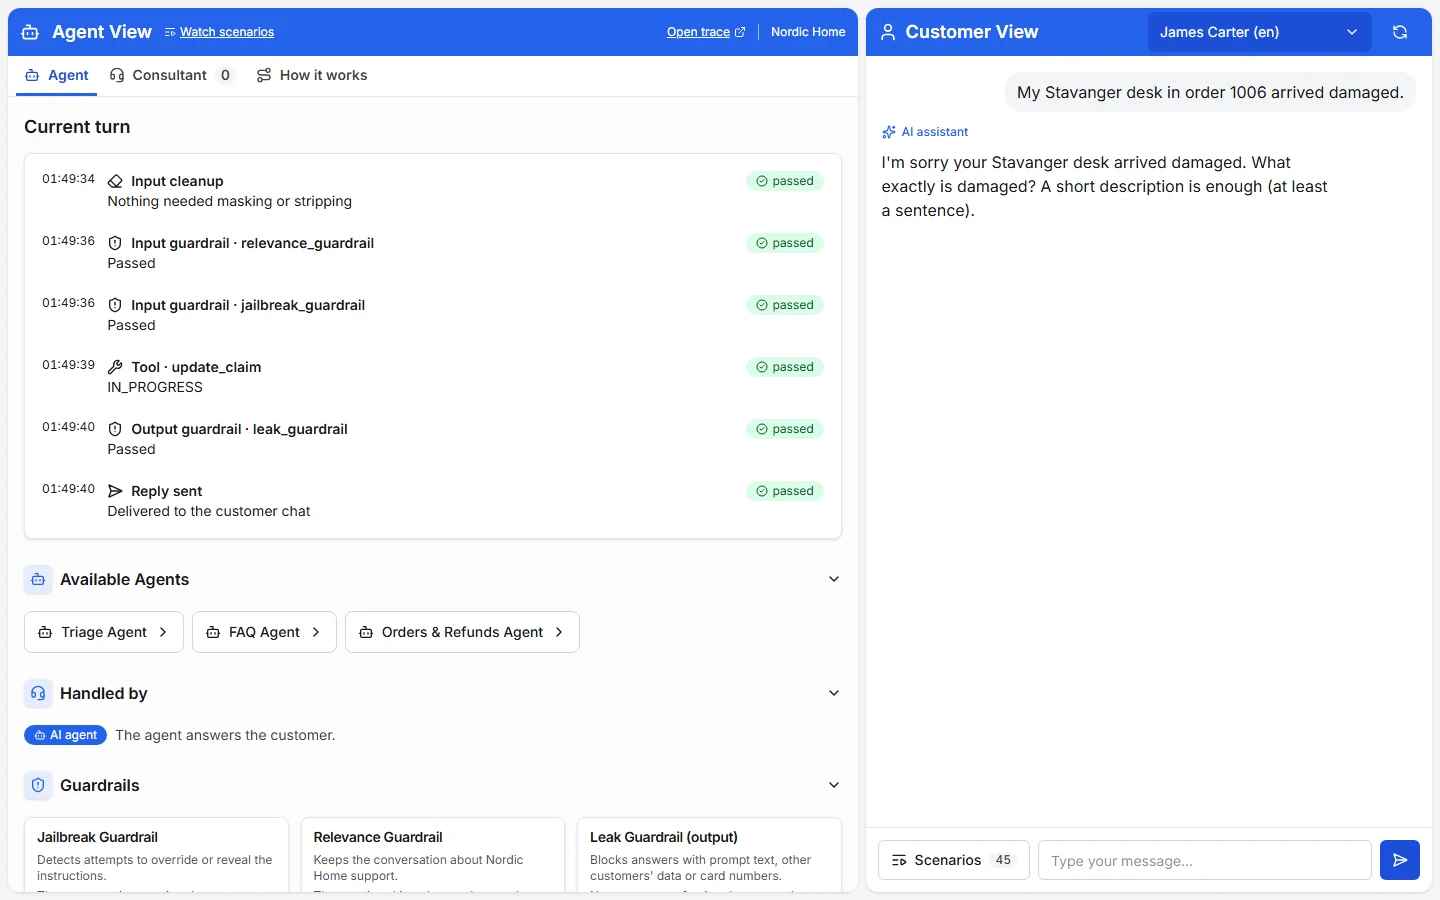 Agent View
Watch scenarios
Open trace
Nordic Home
Agent
Consultant 0
How it works
Current turn
01:49:34 Input cleanup passed
Nothing needed masking or stripping
01:49:36 Input guardrail · relevance_guardrail passed
Passed
01:49:36 Input guardrail · jailbreak_guardrail passed
Passed
01:49:39 Tool · update_claim passed
IN_PROGRESS
01:49:40 Output guardrail · leak_guardrail passed
Passed
01:49:40 Reply sent passed
Delivered to the customer chat
Available Agents
Triage Agent
FAQ Agent
Orders & Refunds Agent
Handled by
AI agent The agent answers the customer.
Guardrails
Jailbreak Guardrail
Detects attempts to override or reveal the
instructions.
Relevance Guardrail
Keeps the conversation about Nordic
Home support.
Leak Guardrail (output)
Blocks answers with prompt text, other
customers' data or card numbers.
Customer View
James Carter (en)
My Stavanger desk in order 1006 arrived damaged.
AI assistant
I'm sorry your Stavanger desk arrived damaged. What
exactly is damaged? A short description is enough (at least
a sentence).
Scenarios 45
Type your message...